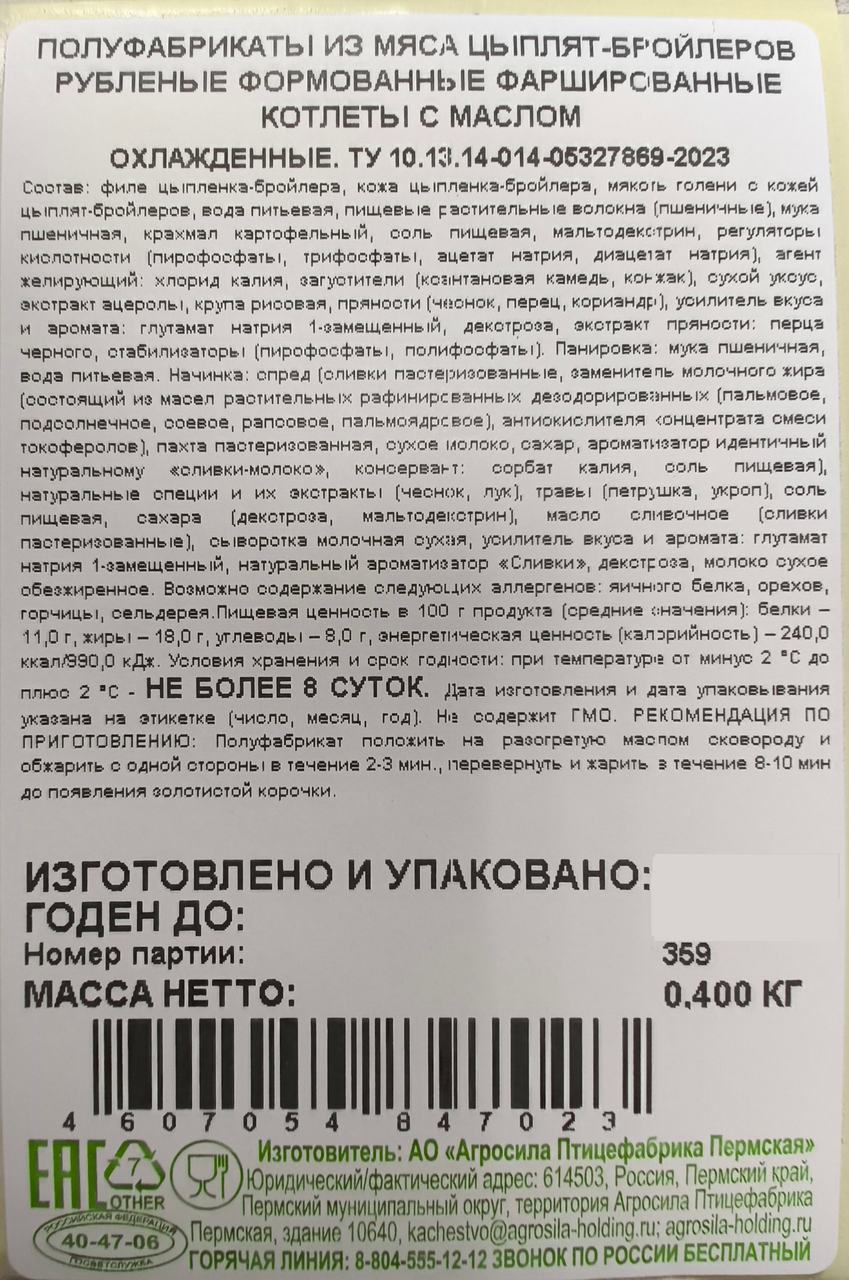 ПОЛУФАБРИКАТЫ ИЗ МЯСА ЦЫПЛЯТ-БРОЙЛЕРОВ
РУБЛЕНЫЕ ФОРМОВАННЫЕ ФАРШИРОВАННЫЕ
КОТЛЕТЫ С МАСЛОМ
ОХЛАЖДЕННЫЕ. ТУ 10.13.14-014-05327869-2023
Состав: филе цыпленка-бройлера, кожа цыпленка-бройлера, мякоть голени с кожей
цыплят-бройлеров, вода питьевая, пищевые растительные волокна (пшеничные), мука
пшеничная, крахмал картофельный, соль пищевая, мальтодекстрин, регуляторы
кислотности (пирофосфаты, трифосфаты, ацетат натрия, диацетат натрия), агент
желирующий: хлорид калия, загустители (ксантановая камедь, конжак), сухой уксус,
экстракт ацеролы, крупа рисовая, пряности (чеснок, перец, кориандр), усилитель вкуса
и аромата: глутамат натрия 1-замещенный, декстроза, экстракт пряности: перца
черного, стабилизаторы (пирофосфаты, полифосфаты). Панировка: мука пшеничная,
вода питьевая. Начинка: спред (сливки пастеризованные, заменитель молочного жира
(состоящий из масел растительных рафинированных дезодорированных (пальмовое,
подсолнечное, соевое, рапсовое, пальмоядровое), антиокислителя концентрата смеси
токоферолов), пахта пастеризованная, сухое молоко, сахар, ароматизатор идентичный
натуральному «сливки-молоко», консервант: сорбат калия, соль пищевая),
натуральные специи и их экстракты (чеснок, лук), травы (петрушка, укроп), соль
пищевая, сахара (декстроза, мальтодекстрин), масло сливочное (сливки
пастеризованные), сыворотка молочная сухая, усилитель вкуса и аромата: глутамат
натрия 1-замещенный, натуральный ароматизатор «Сливки», декстроза, молоко сухое
обезжиренное. Возможно содержание следующих аллергенов: яичного белка, орехов,
горчицы, сельдерея.Пищевая ценность в 100 г продукта (средние значения): белки –
11,0 г, жиры – 18,0 г, углеводы – 8,0 г, энергетическая ценность (калорийность) – 240,0
ккал/990,0 кДж. Условия хранения и срок годности: при температуре от минус 2 °С до
плюс 2 °С - НЕ БОЛЕЕ 8 СУТОК. Дата изготовления и дата упаковывания
указана на этикетке (число, месяц, год). Не содержит ГМО. РЕКОМЕНДАЦИЯ ПО
ПРИГОТОВЛЕНИЮ: Полуфабрикат положить на разогретую маслом сковороду и
обжарить с одной стороны в течение 2-3 мин., перевернуть и жарить в течение 8-10 мин
до появления золотистой корочки.
ИЗГОТОВЛЕНО И УПАКОВАНО:
ГОДЕН ДО:
Номер партии: 359
МАССА НЕТТО: 0,400 КГ
4 607054 847023
Изготовитель: АО «Агросила Птицефабрика Пермская»
Юридический/фактический адрес: 614503, Россия, Пермский край,
Пермский муниципальный округ, территория Агросила Птицефабрика
Пермская, здание 10640, kachestvo@agrosila-holding.ru; agrosila-holding.ru
ГОРЯЧАЯ ЛИНИЯ: 8-804-555-12-12 ЗВОНОК ПО РОССИИ БЕСПЛАТНЫЙ
EAC
7
OTHER
РОССИЙСКАЯ ФЕДЕРАЦИЯ
40-47-06
ГОСВЕТСЛУЖБА